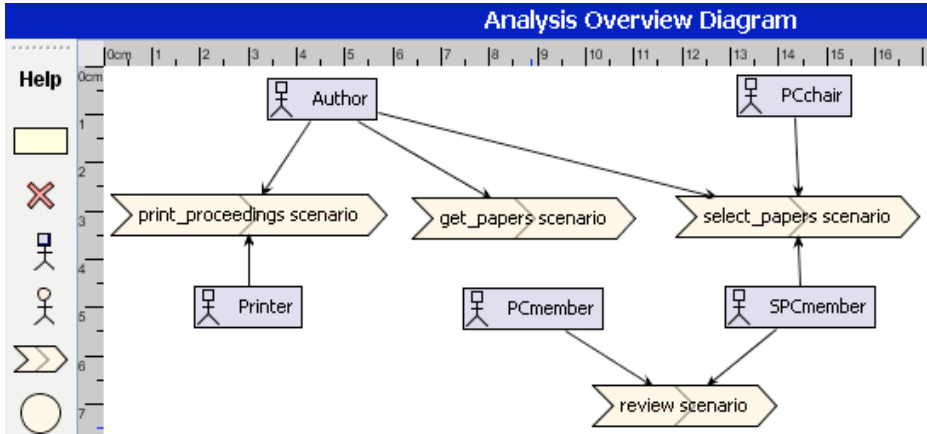 Analysis Overview Diagram
Help
0cm 1 2 3 4 5 6 7 8 9 10 11 12 13 14 15 16
0cm
1
2
3
4
5
6
7
Author
PCchair
print_proceedings scenario
get_papers scenario
select_papers scenario
Printer
PCmember
SPCmember
review scenario